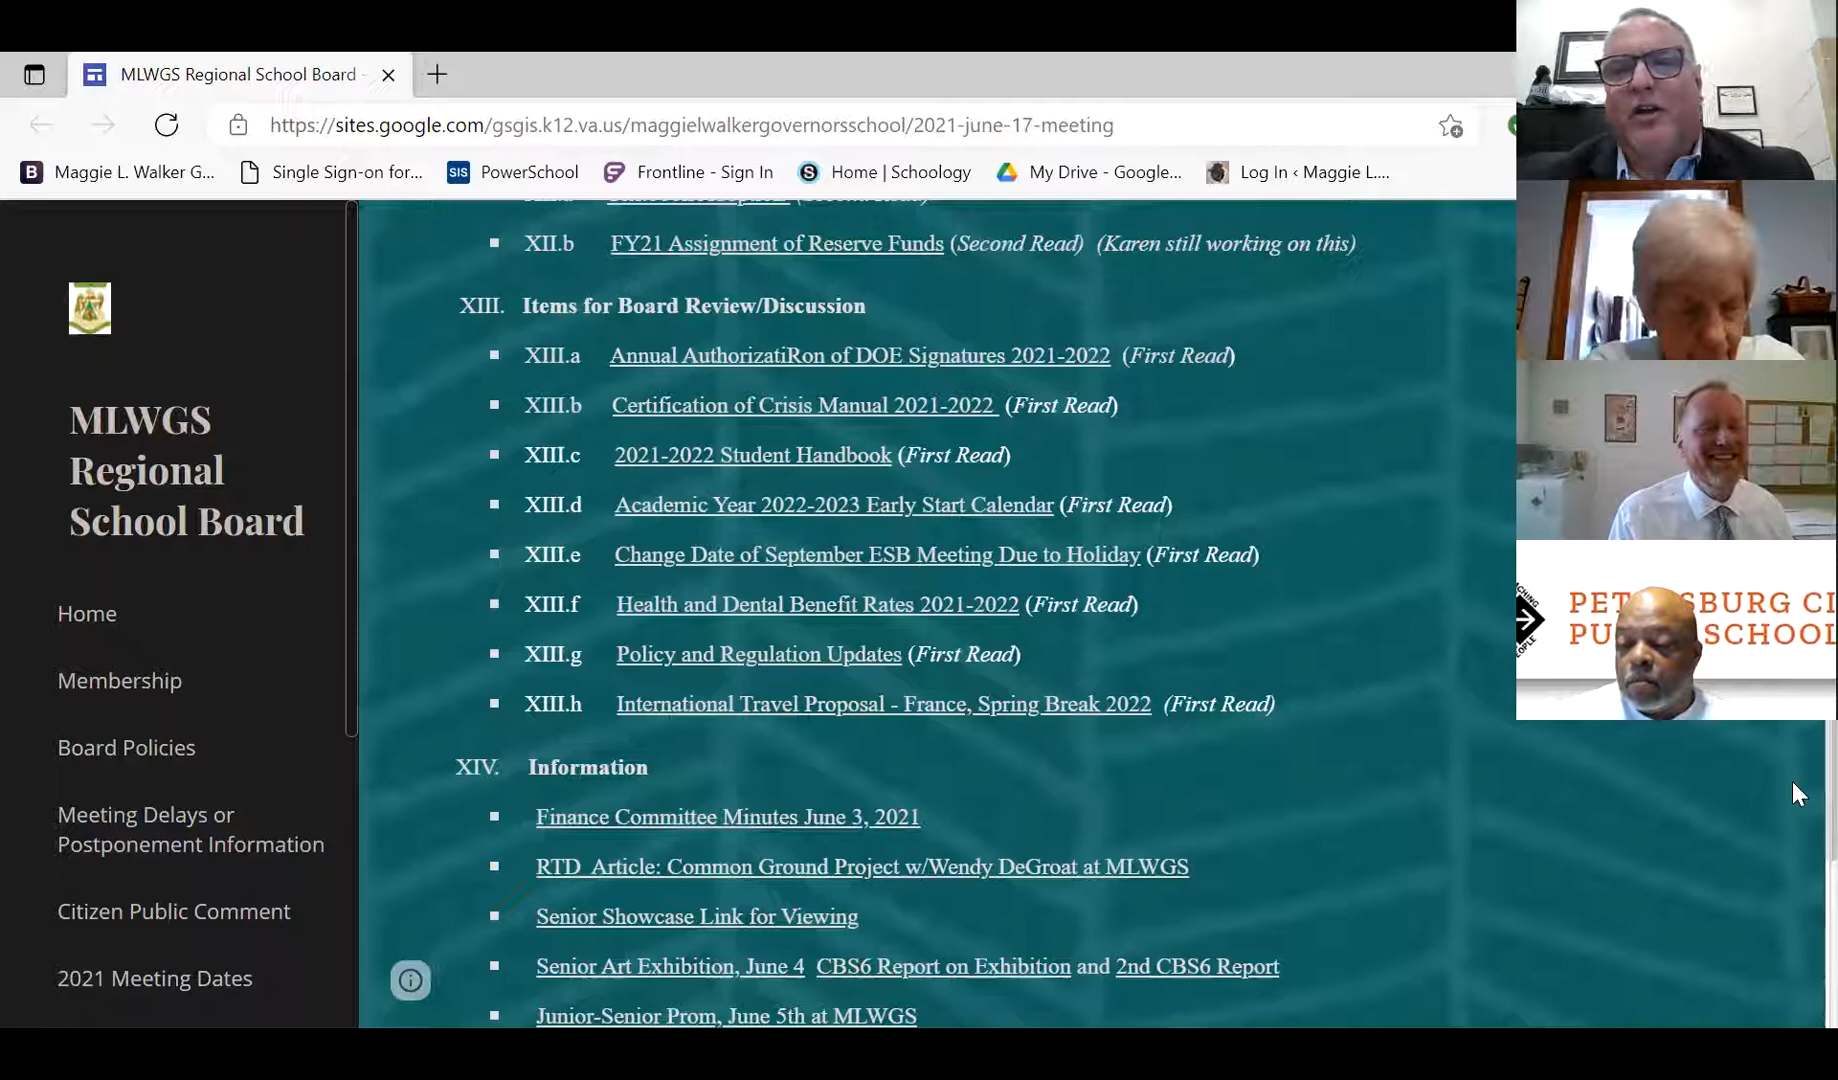 MLWGS Regional School Board -
https://sites.google.com/gsgis.k12.va.us/maggielwalkergovernorsschool/2021-june-17-meeting
Maggie L. Walker G...
Single Sign-on for...
SIS PowerSchool
Frontline - Sign In
Home | Schoology
My Drive - Google...
Log In ‹ Maggie L....
MLWGS
Regional
School Board
Home
Membership
Board Policies
Meeting Delays or
Postponement Information
Citizen Public Comment
2021 Meeting Dates
XII.b FY21 Assignment of Reserve Funds (Second Read) (Karen still working on this)
XIII. Items for Board Review/Discussion
XIII.a Annual AuthorizatiRon of DOE Signatures 2021-2022 (First Read)
XIII.b Certification of Crisis Manual 2021-2022 (First Read)
XIII.c 2021-2022 Student Handbook (First Read)
XIII.d Academic Year 2022-2023 Early Start Calendar (First Read)
XIII.e Change Date of September ESB Meeting Due to Holiday (First Read)
XIII.f Health and Dental Benefit Rates 2021-2022 (First Read)
XIII.g Policy and Regulation Updates (First Read)
XIII.h International Travel Proposal - France, Spring Break 2022 (First Read)
XIV. Information
Finance Committee Minutes June 3, 2021
RTD Article: Common Ground Project w/Wendy DeGroat at MLWGS
Senior Showcase Link for Viewing
Senior Art Exhibition, June 4 CBS6 Report on Exhibition and 2nd CBS6 Report
Junior-Senior Prom, June 5th at MLWGS